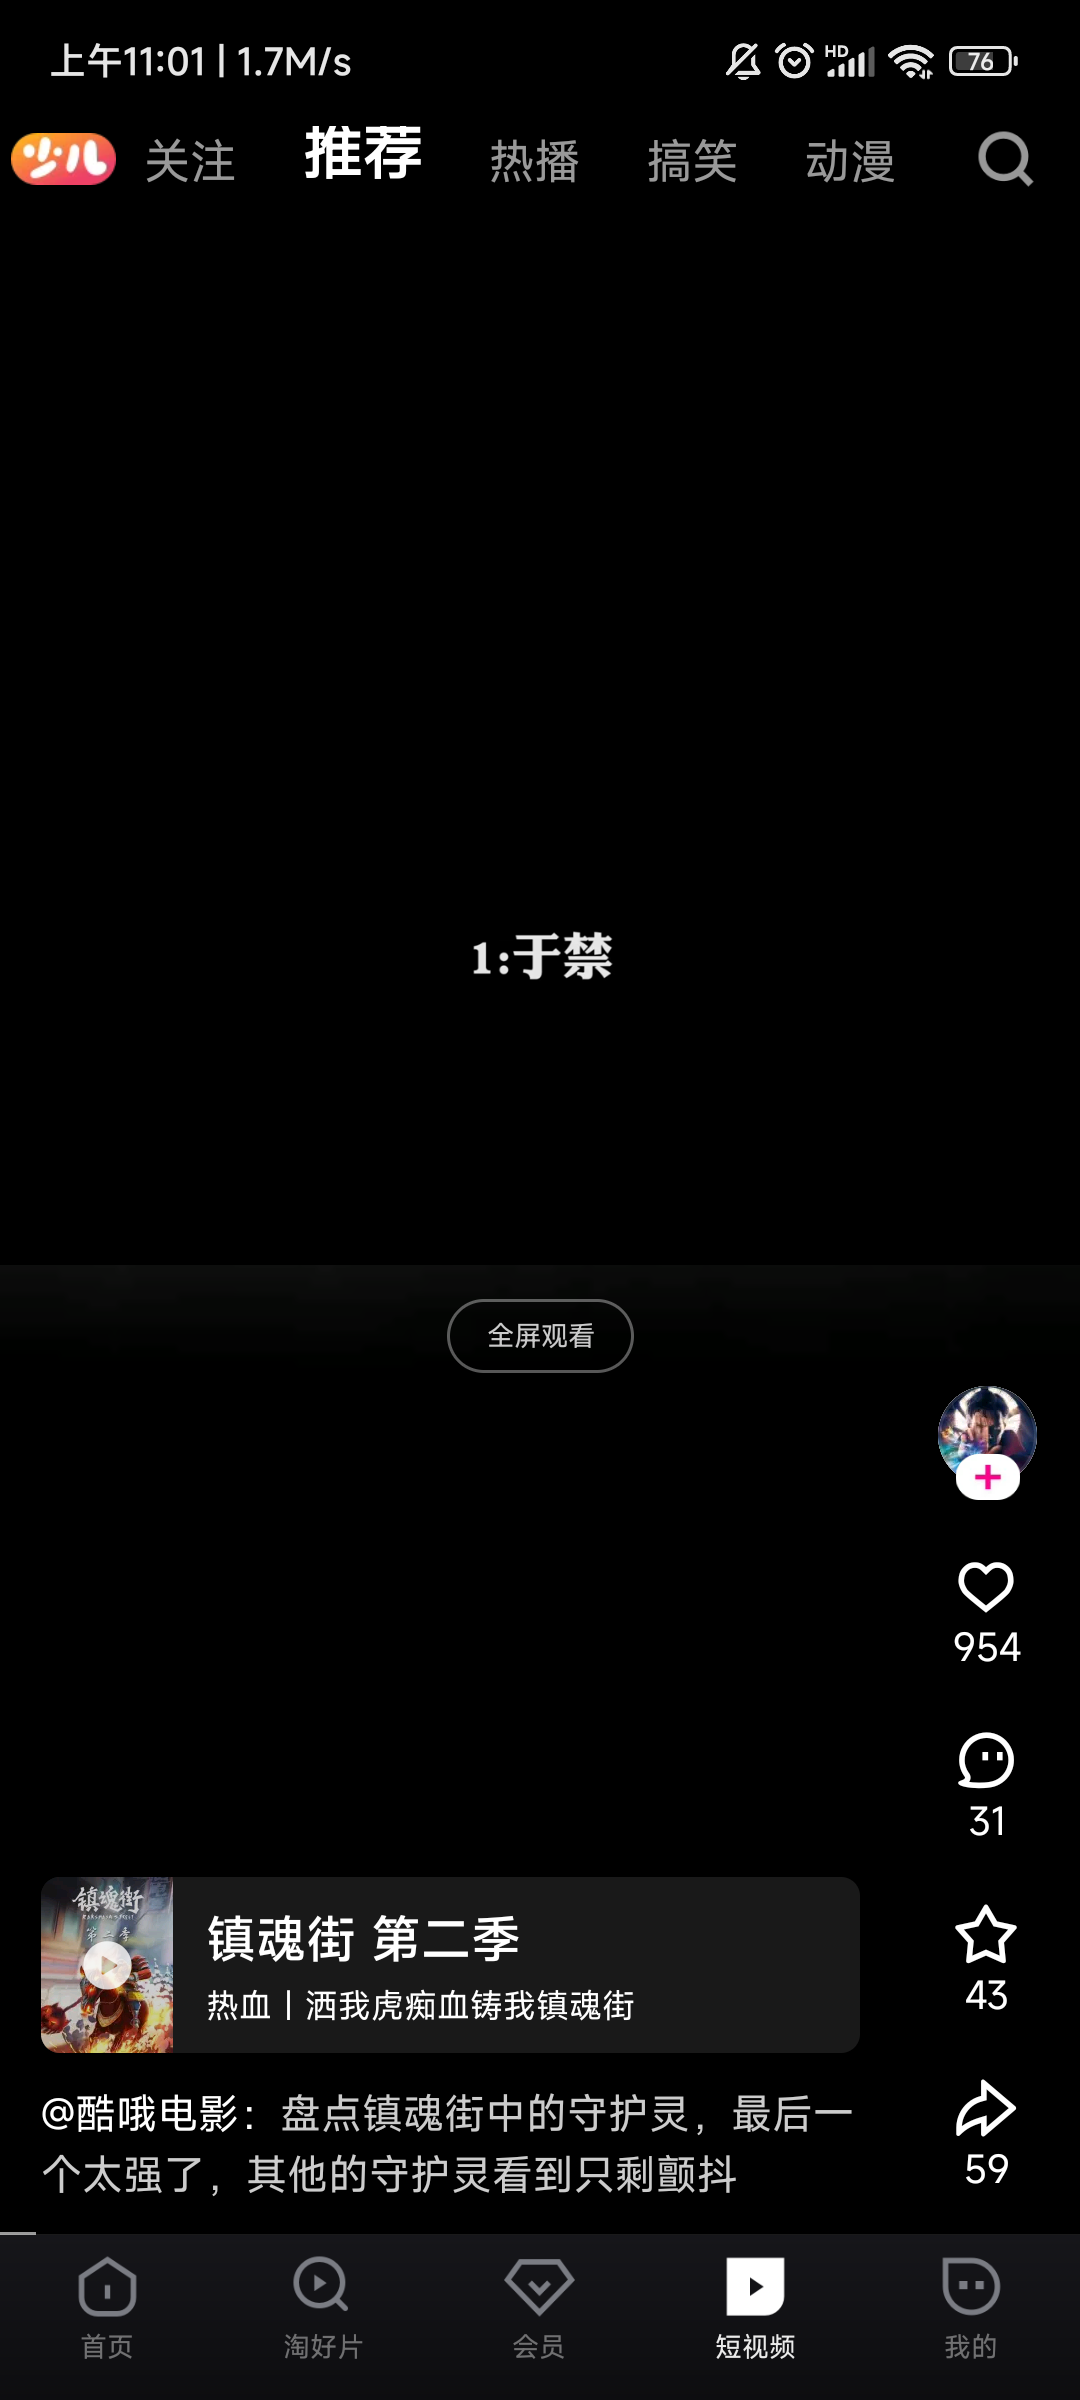 上午11:01 | 1.7M/s
HD
76
少儿 关注 推荐 热播 搞笑 动漫
1:于禁
全屏观看
954
31
镇魂街
第二季
镇魂街 第二季
热血丨洒我虎痴血铸我镇魂街
43
@酷哦电影：盘点镇魂街中的守护灵，最后一
个太强了，其他的守护灵看到只剩颤抖
59
首页 淘好片 会员 短视频 我的